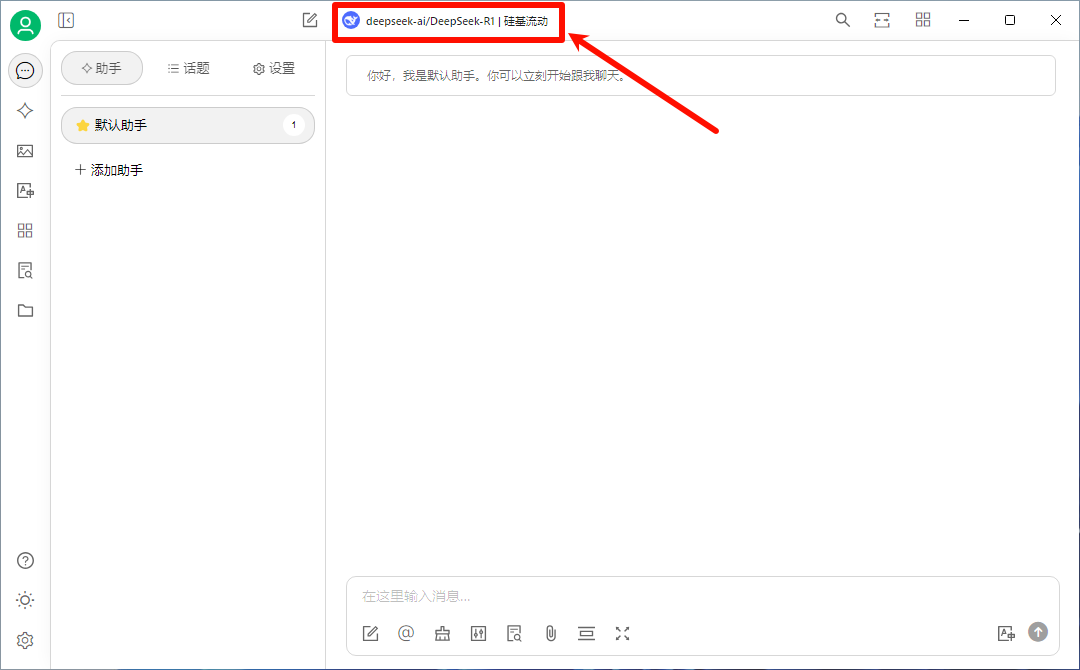 deepseek-ai/DeepSeek-R1 | 硅基流动
助手
话题
设置
你好，我是默认助手。你可以立刻开始跟我聊天。
默认助手
1
添加助手
在这里输入消息...